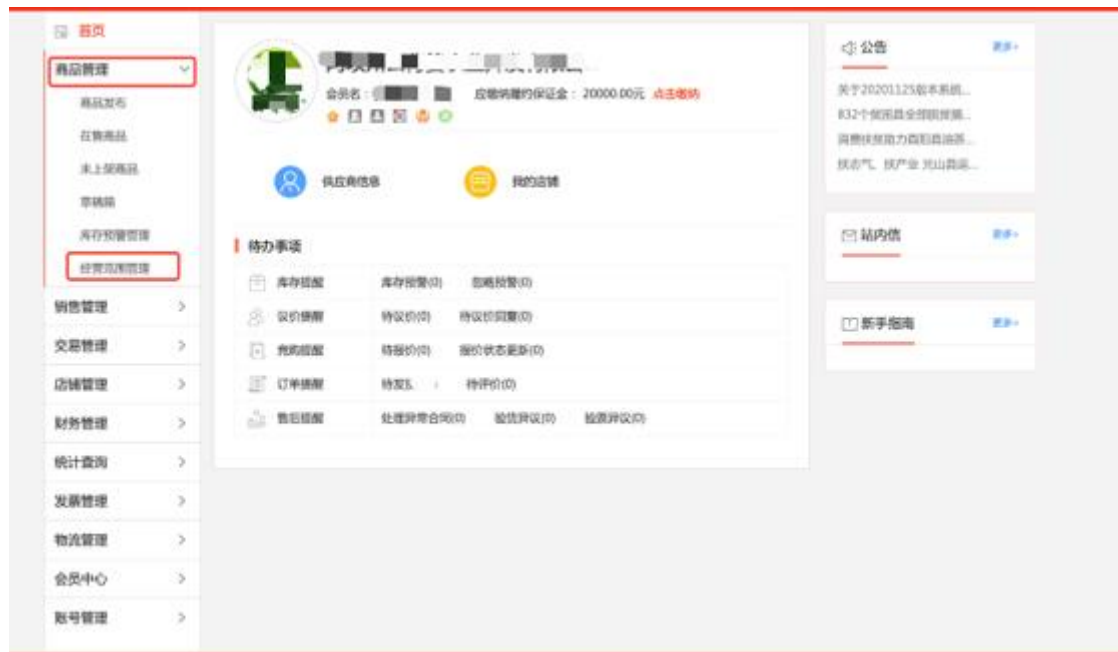 首页
商品管理
商品发布
在售商品
未上架商品
草稿箱
库存预警管理
经营范围管理
销售管理
交易管理
店铺管理
财务管理
统计查询
发票管理
物流管理
会员中心
账号管理
会员名：
应缴纳履约保证金： 20000.00元 点击缴纳
供应商信息
我的店铺
待办事项
库存提醒 库存预警(0) 忽略预警(0)
议价提醒 待议价(0) 待议价回复(0)
竞购提醒 待报价(0) 报价状态更新(0)
订单提醒 待发 待评价(0)
售后提醒 处理异常合同(0) 验货异议(0) 验票异议(0)
公告 更多+
关于20201125版本系统...
832个贫困县全部脱贫摘...
消费扶贫助力酉阳县油茶...
扶志气、扶产业 光山县...
站内信 更多+
新手指南 更多+